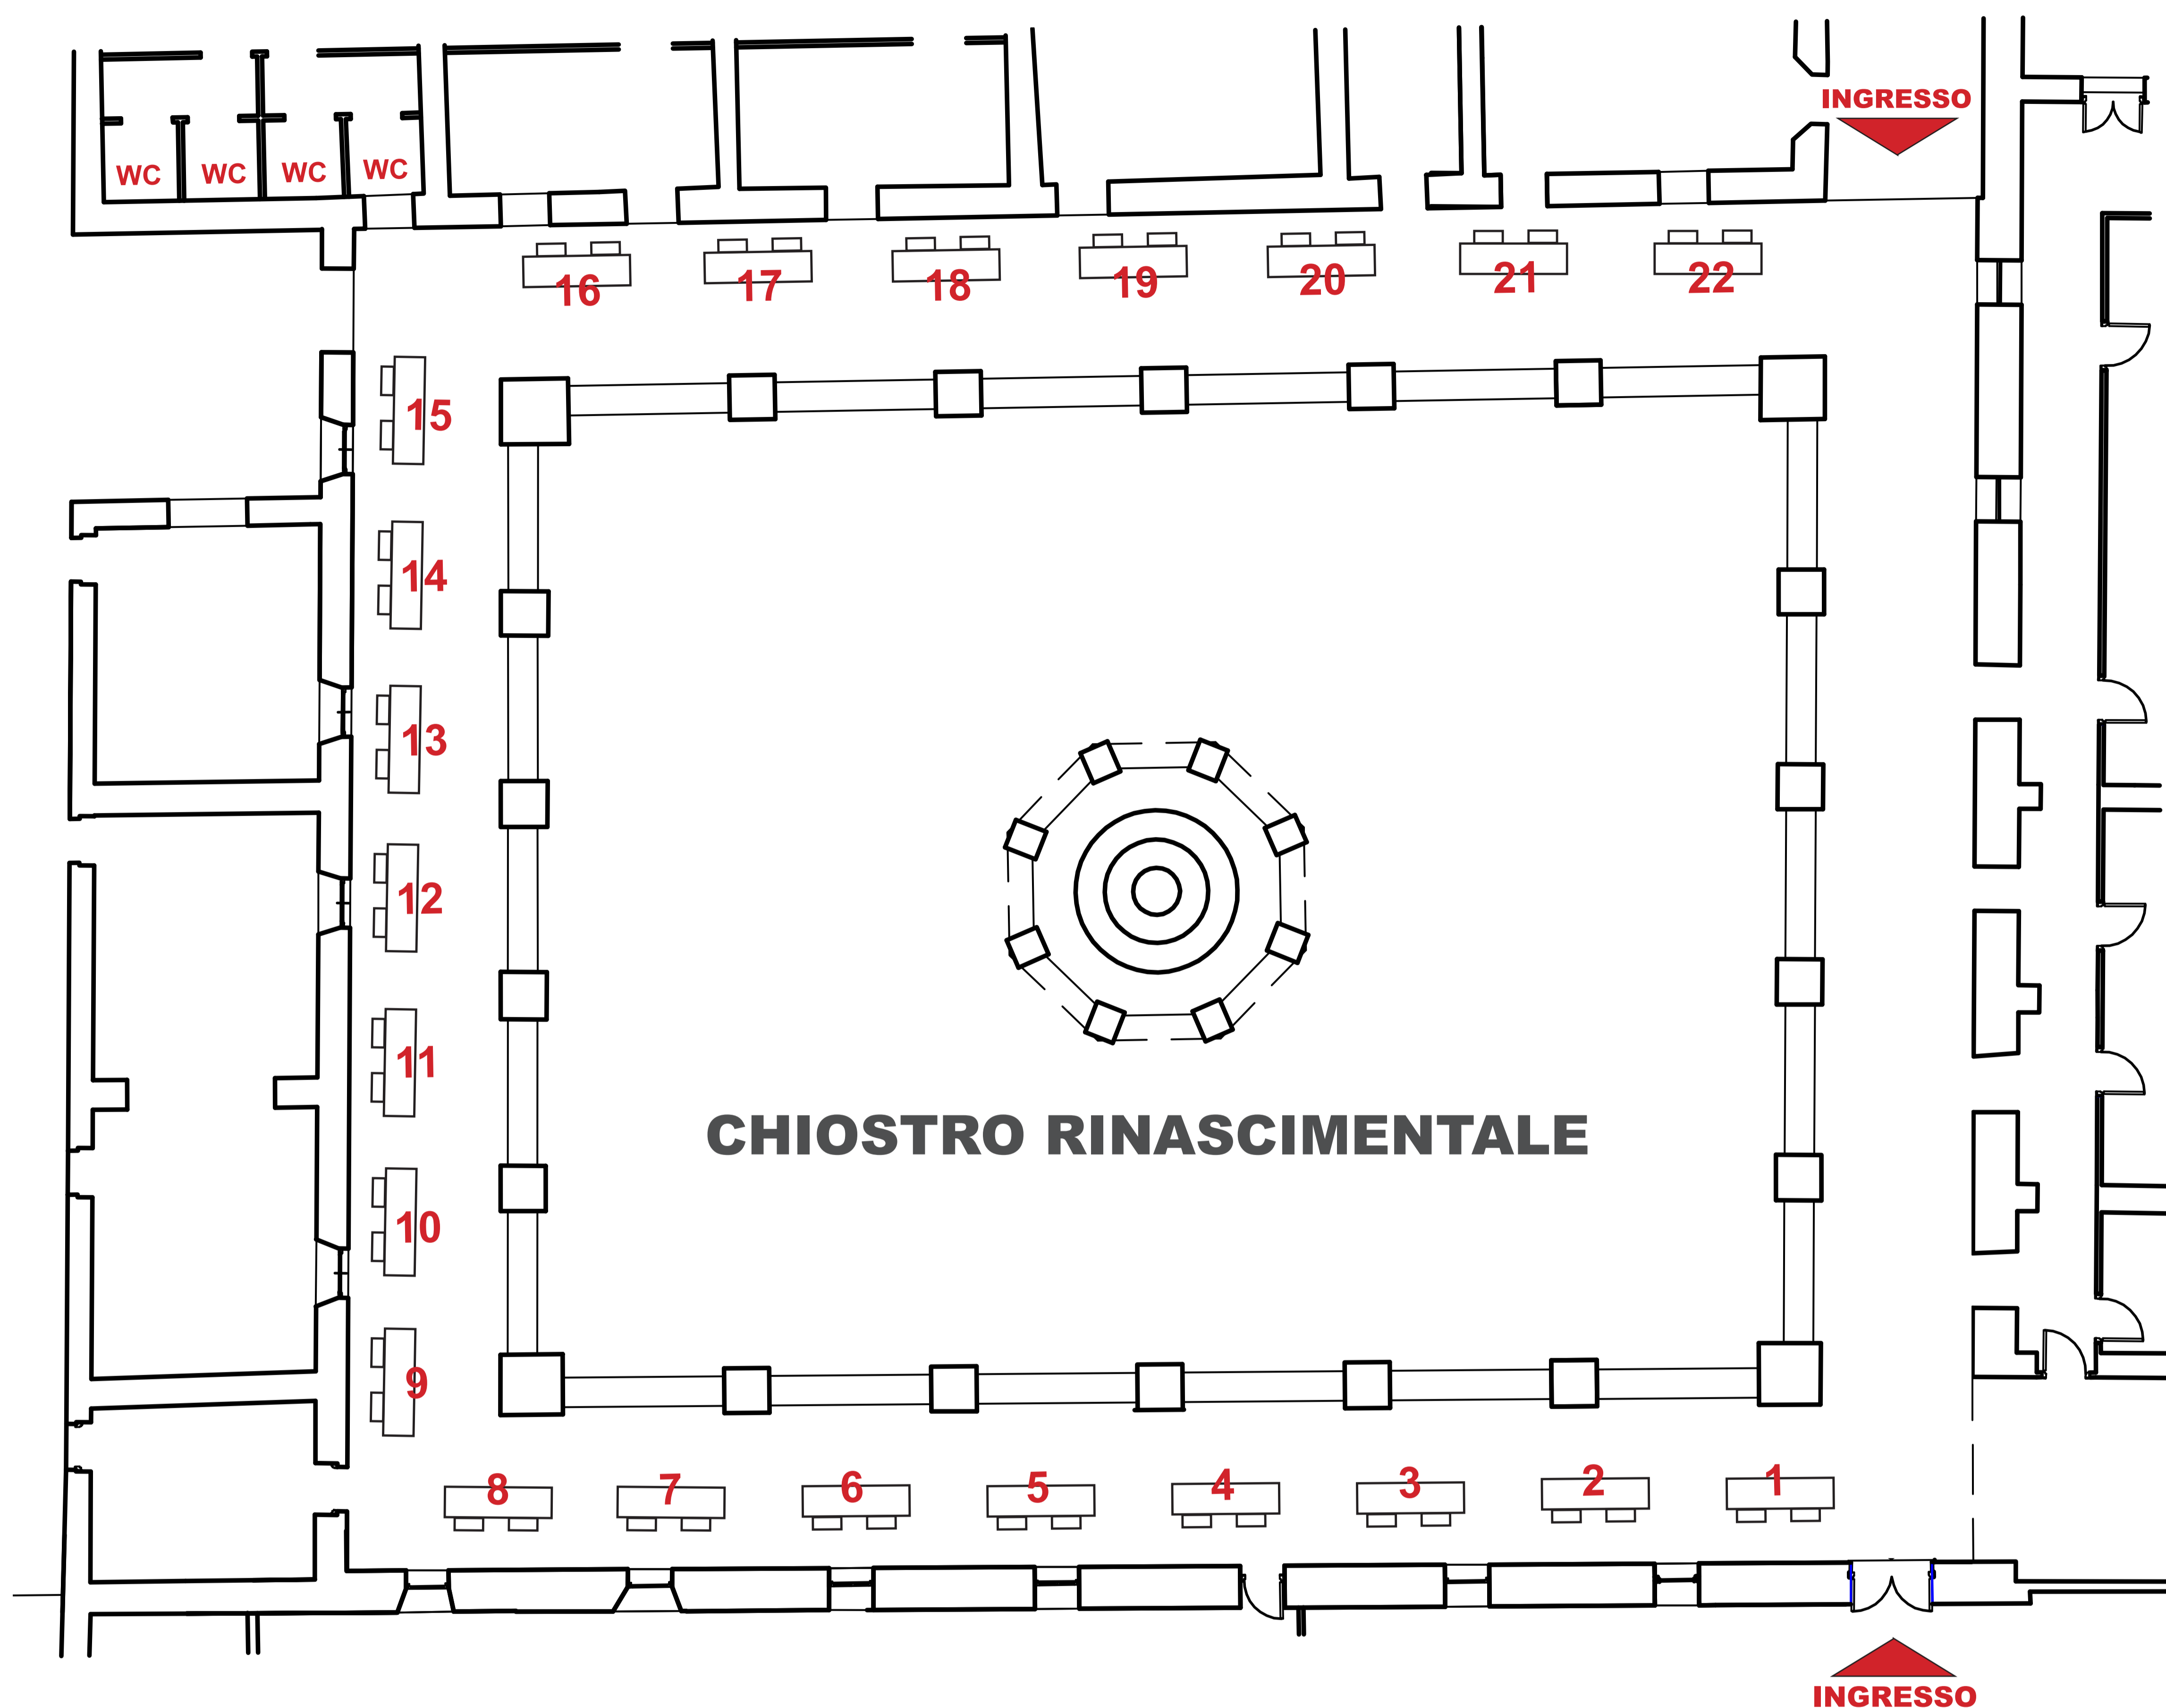 INGRESSO
WC WC WC WC
16 17 18 19 20 21 22
15
14
13
12
11
10
9
CHIOSTRO RINASCIMENTALE
8 7 6 5 4 3 2 1
INGRESSO